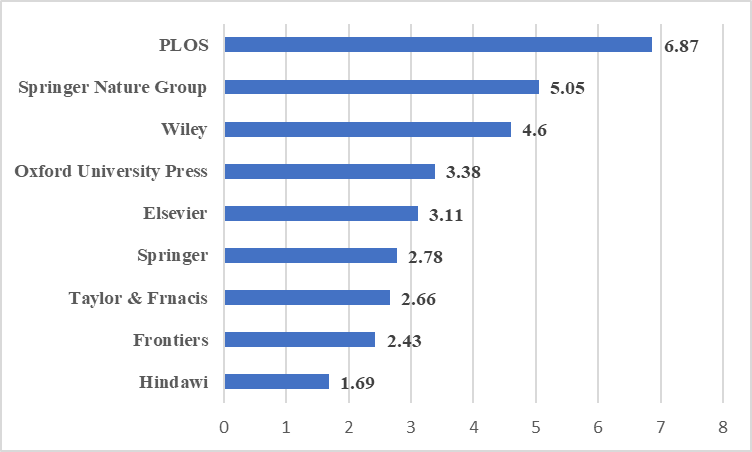 PLOS 6.87
Springer Nature Group 5.05
Wiley 4.6
Oxford University Press 3.38
Elsevier 3.11
Springer 2.78
Taylor & Frnacis 2.66
Frontiers 2.43
Hindawi 1.69
0 1 2 3 4 5 6 7 8